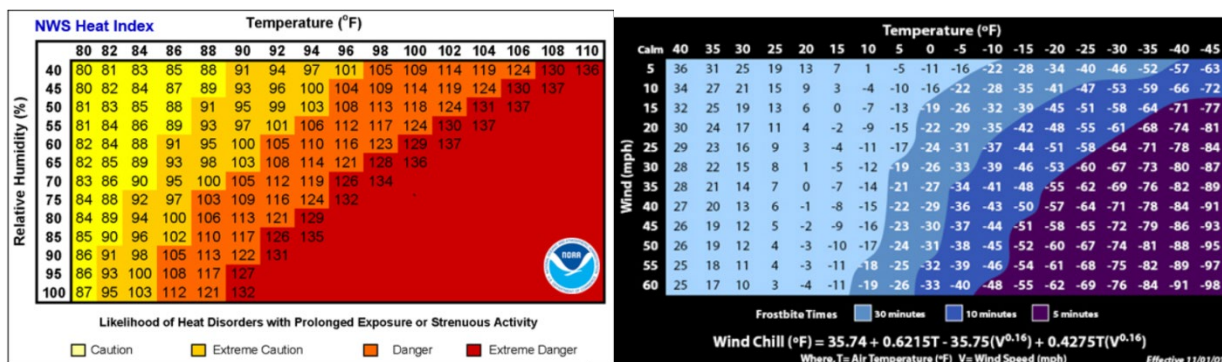 NWS Heat Index
Temperature (°F)
80 82 84 86 88 90 92 94 96 98 100 102 104 106 108 110
Relative Humidity (%)
40 80 81 83 85 88 91 94 97 101 105 109 114 119 124 130 136
45 80 82 84 87 89 93 96 100 104 109 114 119 124 130 137
50 81 83 85 88 91 95 99 103 108 113 118 124 131 137
55 81 84 86 89 93 97 101 106 112 117 124 130 137
60 82 84 88 91 95 100 105 110 116 123 129 137
65 82 85 89 93 98 103 108 114 121 128 136
70 83 86 90 95 100 105 112 119 126 134
75 84 88 92 97 103 109 116 124 132
80 84 89 94 100 106 113 121 129
85 85 90 96 102 110 117 126 135
90 86 91 98 105 113 122 131
95 86 93 100 108 117 127
100 87 95 103 112 121 132
NOAA
Likelihood of Heat Disorders with Prolonged Exposure or Strenuous Activity
Caution Extreme Caution Danger Extreme Danger
Temperature (°F)
Calm 40 35 30 25 20 15 10 5 0 -5 -10 -15 -20 -25 -30 -35 -40 -45
Wind (mph)
5 36 31 25 19 13 7 1 -5 -11 -16 -22 -28 -34 -40 -46 -52 -57 -63
10 34 27 21 15 9 3 -4 -10 -16 -22 -28 -35 -41 -47 -53 -59 -66 -72
15 32 25 19 13 6 0 -7 -13 -19 -26 -32 -39 -45 -51 -58 -64 -71 -77
20 30 24 17 11 4 -2 -9 -15 -22 -29 -35 -42 -48 -55 -61 -68 -74 -81
25 29 23 16 9 3 -4 -11 -17 -24 -31 -37 -44 -51 -58 -64 -71 -78 -84
30 28 22 15 8 1 -5 -12 -19 -26 -33 -39 -46 -53 -60 -67 -73 -80 -87
35 28 21 14 7 0 -7 -14 -21 -27 -34 -41 -48 -55 -62 -69 -76 -82 -89
40 27 20 13 6 -1 -8 -15 -22 -29 -36 -43 -50 -57 -64 -71 -78 -84 -91
45 26 19 12 5 -2 -9 -16 -23 -30 -37 -44 -51 -58 -65 -72 -79 -86 -93
50 26 19 12 4 -3 -10 -17 -24 -31 -38 -45 -52 -60 -67 -74 -81 -88 -95
55 25 18 11 4 -3 -11 -18 -25 -32 -39 -46 -54 -61 -68 -75 -82 -89 -97
60 25 17 10 3 -4 -11 -19 -26 -33 -40 -48 -55 -62 -69 -76 -84 -91 -98
Frostbite Times 30 minutes 10 minutes 5 minutes
Wind Chill (°F) = 35.74 + 0.6215T - 35.75(V0.16) + 0.4275T(V0.16)
Where, T= Air Temperature (°F) V= Wind Speed (mph)